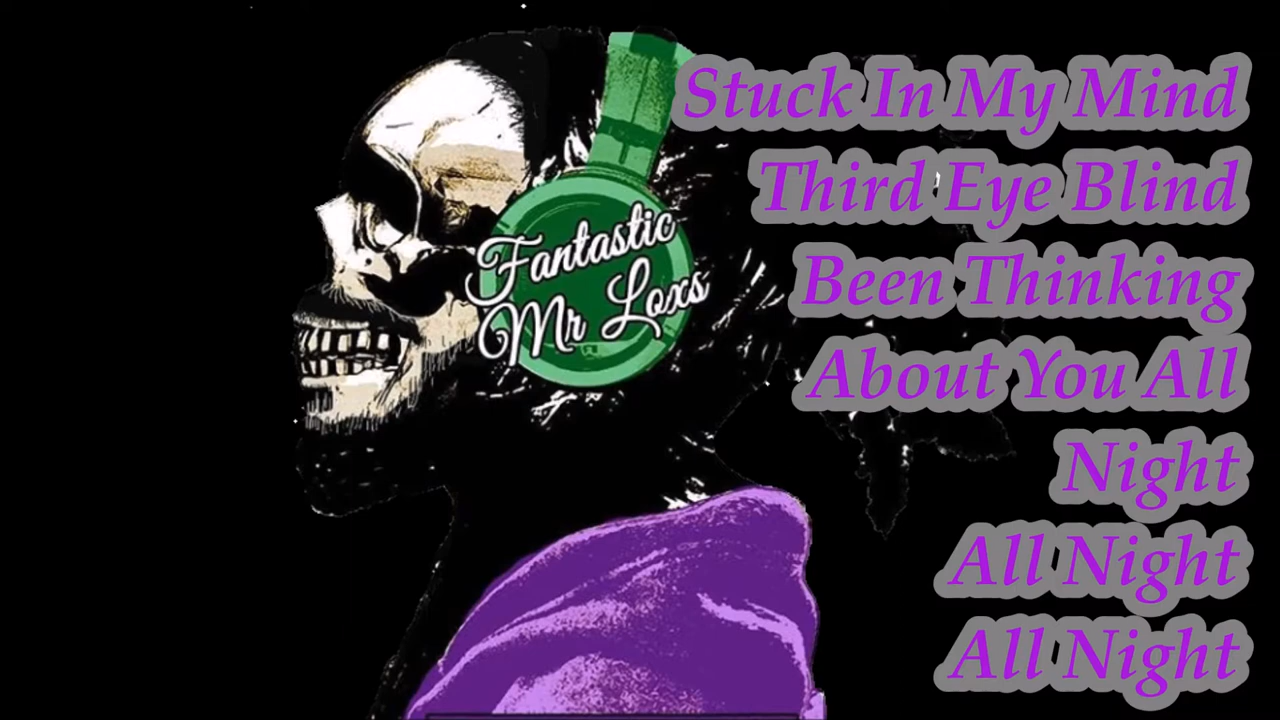 Fantastic
Mr Loxs
Stuck In My Mind
Third Eye Blind
Been Thinking
About You All
Night
All Night
All Night